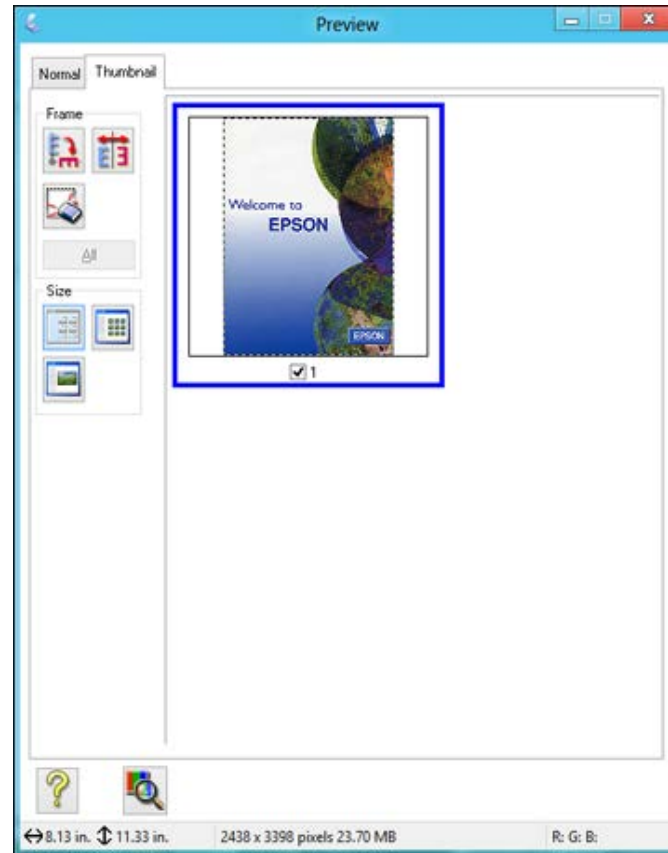 Preview
Normal Thumbnail
Frame
All
Size
Welcome to
EPSON
EPSON
1
8.13 in. 11.33 in. 2438 x 3398 pixels 23.70 MB R: G: B: